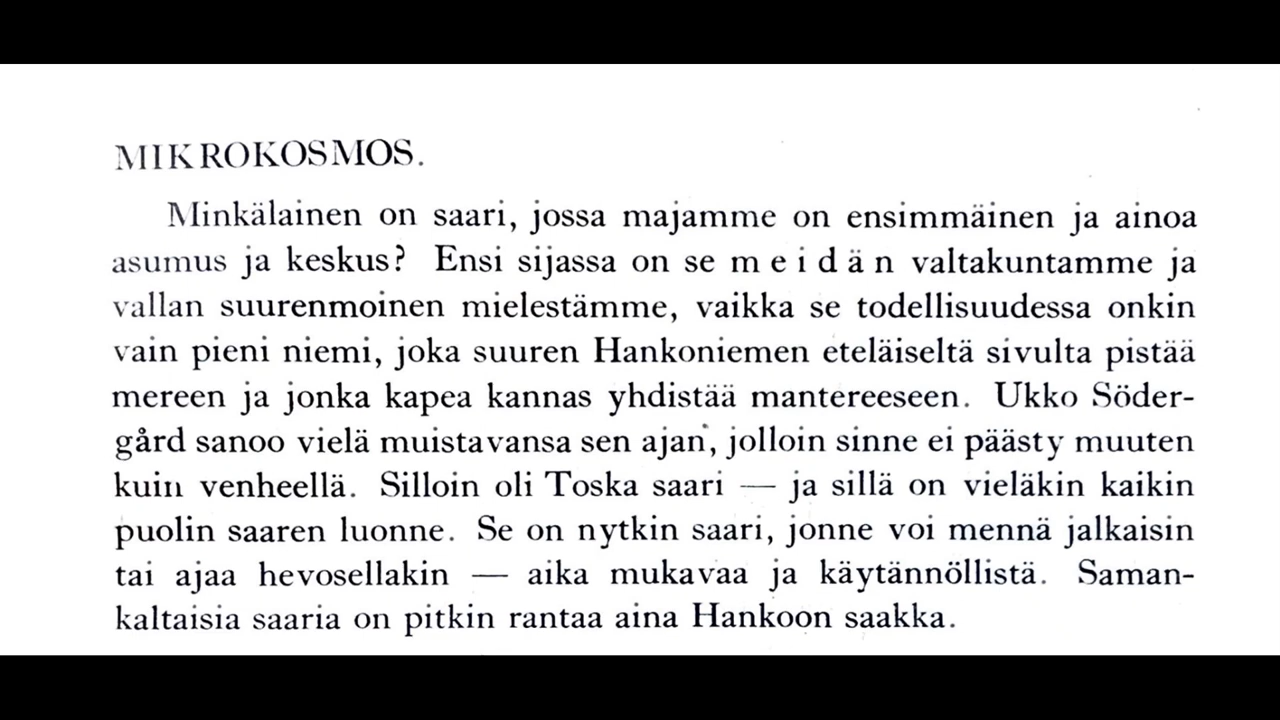 MIKROKOSMOS.
Minkälainen on saari, jossa majamme on ensimmäinen ja ainoa
asumus ja keskus? Ensi sijassa on se m e i d ä n valtakuntamme ja
vallan suurenmoinen mielestämme, vaikka se todellisuudessa onkin
vain pieni niemi, joka suuren Hankoniemen eteläiseltä sivulta pistää
mereen ja jonka kapea kannas yhdistää mantereeseen. Ukko Söder-
gård sanoo vielä muistavansa sen ajan, jolloin sinne ei päästy muuten
kuin venheellä. Silloin oli Toska saari — ja sillä on vieläkin kaikin
puolin saaren luonne. Se on nytkin saari, jonne voi mennä jalkaisin
tai ajaa hevosellakin — aika mukavaa ja käytännöllistä. Saman-
kaltaisia saaria on pitkin rantaa aina Hankoon saakka.